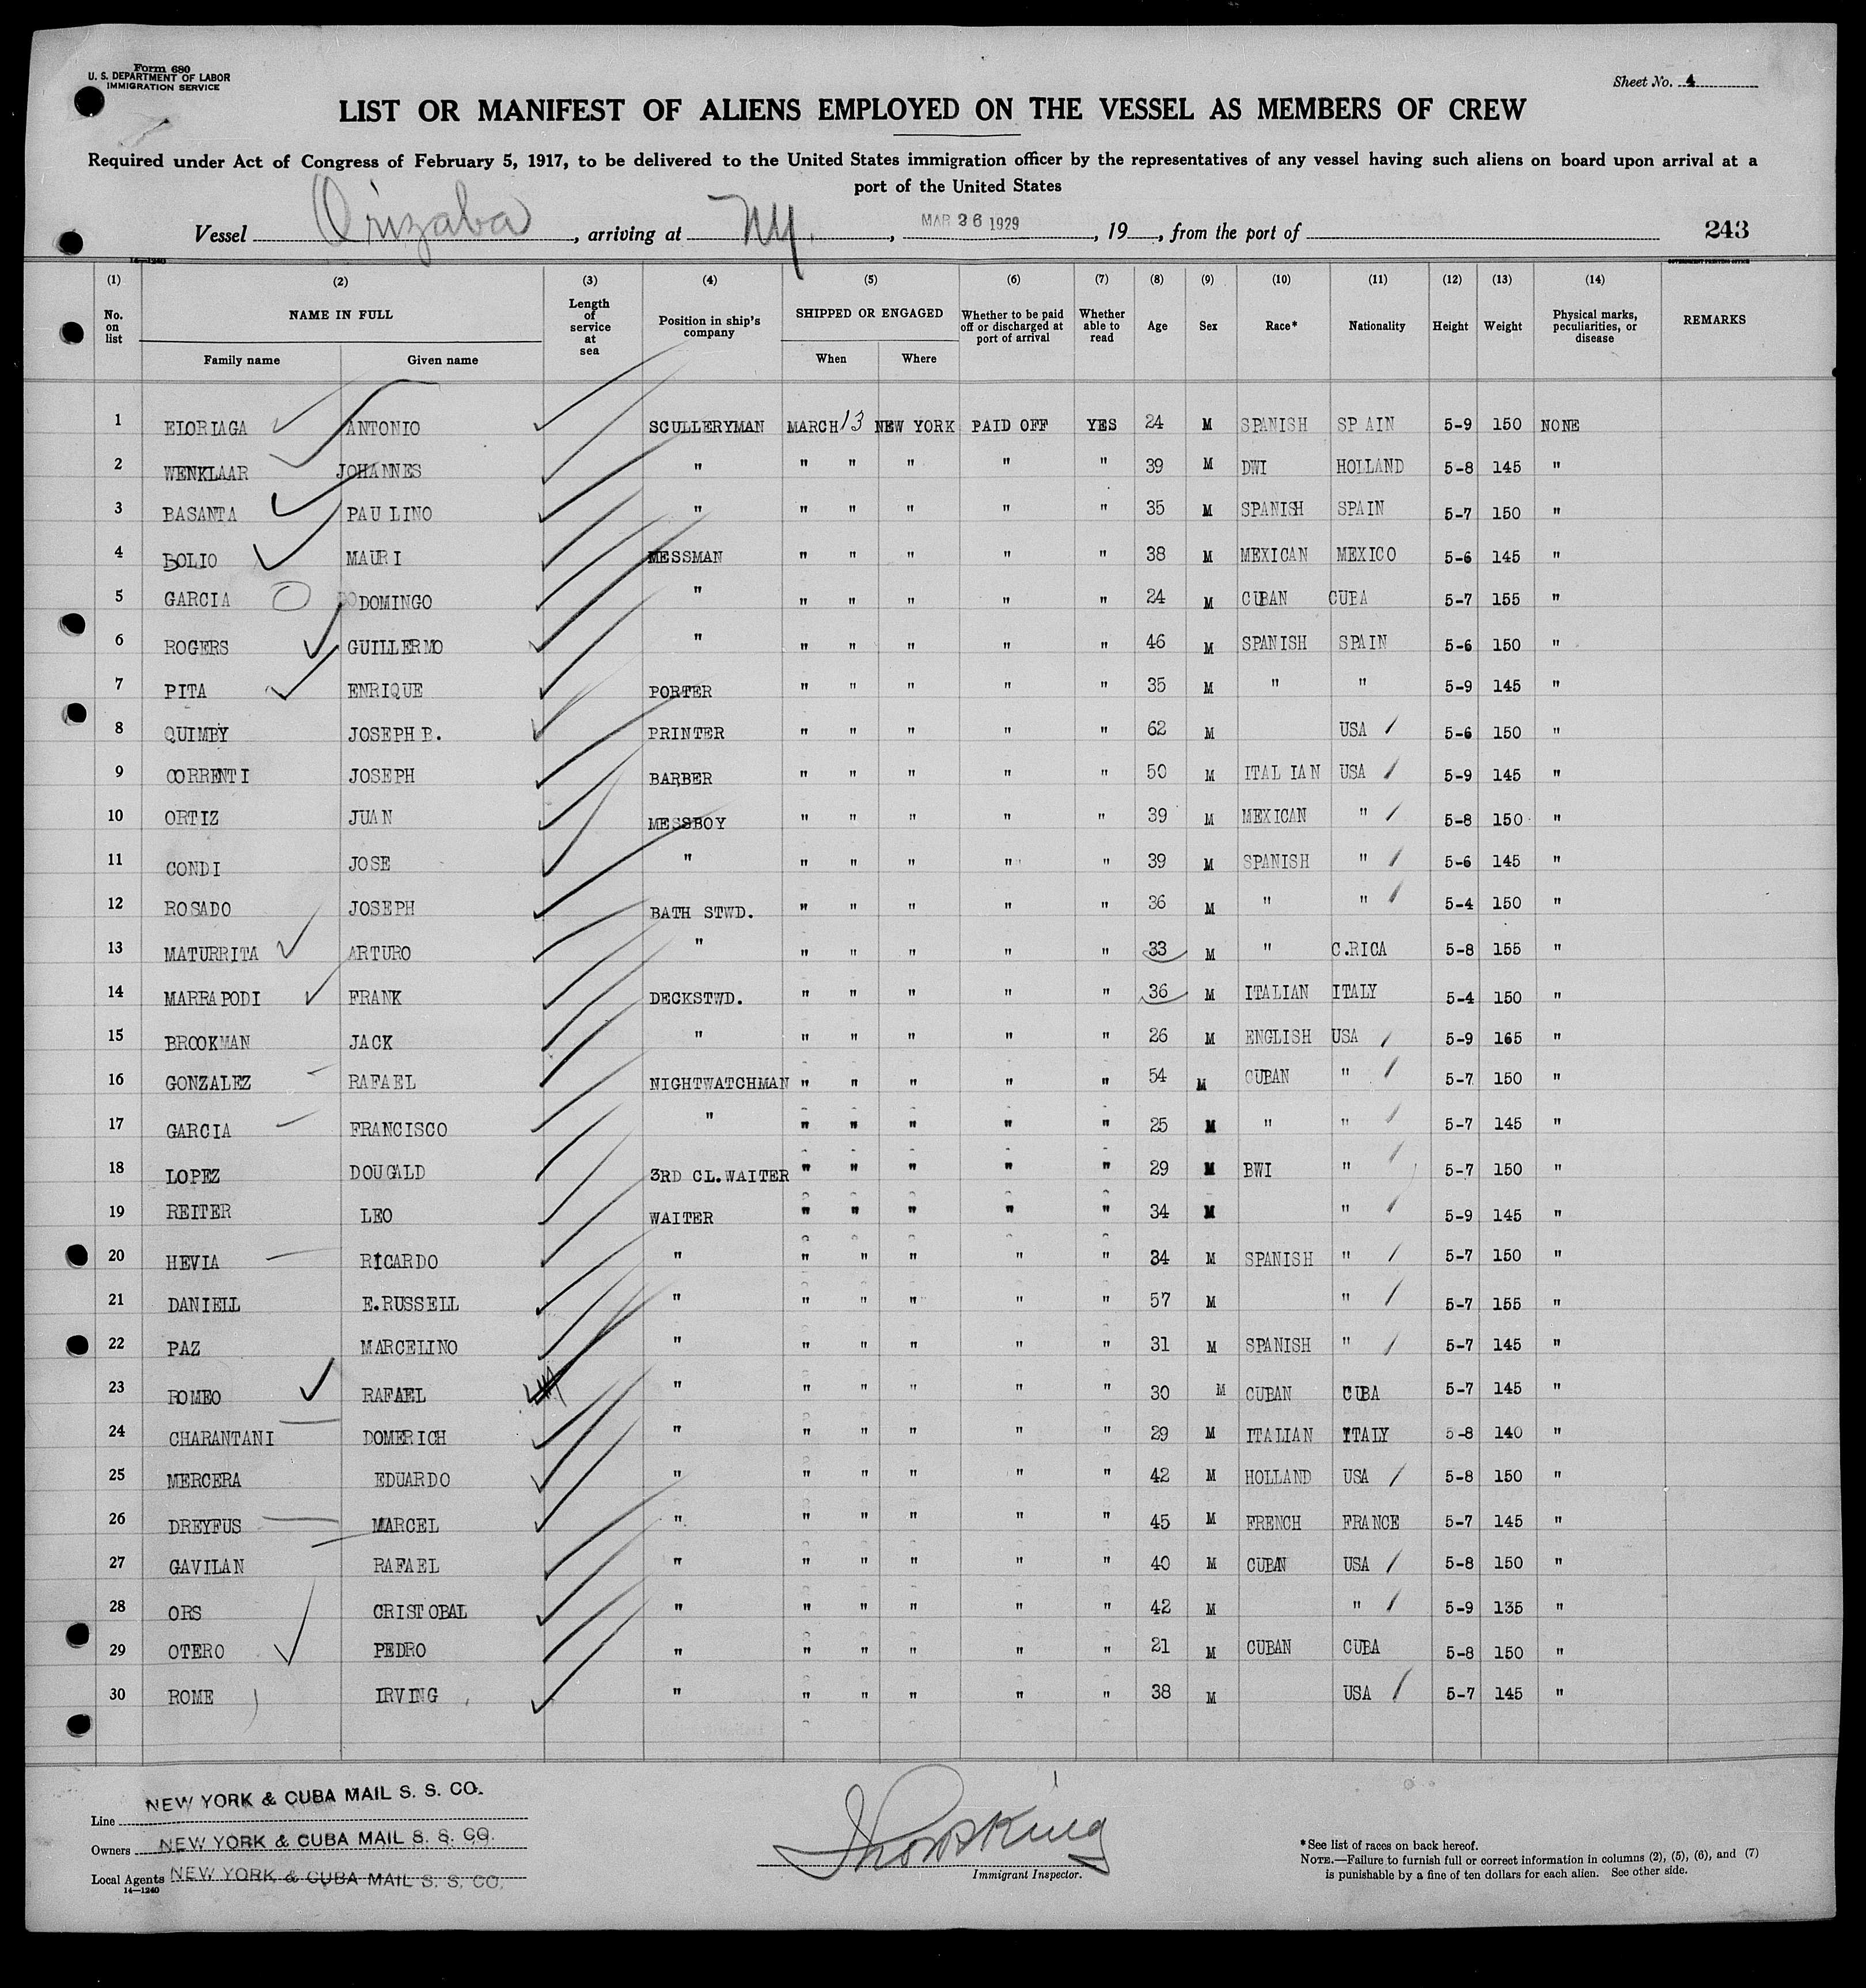 Form 680
U. S. DEPARTMENT OF LABOR
IMMIGRATION SERVICE
Sheet No. 4
LIST OR MANIFEST OF ALIENS EMPLOYED ON THE VESSEL AS MEMBERS OF CREW
Required under Act of Congress of February 5, 1917, to be delivered to the United States immigration officer by the representatives of any vessel having such aliens on board upon arrival at a
port of the United States
Vessel Orizaba, arriving at NY., MAR 26 1929, 19 , from the port of 243
14—1240 GOVERNMENT PRINTING OFFICE
(1) (2) (3) (4) (5) (6) (7) (8) (9) (10) (11) (12) (13) (14)
No. on list NAME IN FULL Length of service at sea Position in ship's company SHIPPED OR ENGAGED Whether to be paid off or discharged at port of arrival Whether able to read Age Sex Race* Nationality Height Weight Physical marks, peculiarities, or disease REMARKS
Family name Given name When Where
1 ELORIAGA ANTONIO SCULLERYMAN MARCH 13 NEW YORK PAID OFF YES 24 M SPANISH SPAIN 5-9 150 NONE
2 WENKLAAR JOHANNES " " " " " " 39 M DWI HOLLAND 5-8 145 "
3 BASANTA PAULINO " " " " " " 35 M SPANISH SPAIN 5-7 150 "
4 BOLIO MAURI MESSMAN " " " " " 38 M MEXICAN MEXICO 5-6 145 "
5 GARCIA DOMINGO " " " " " " 24 M CUBAN CUBA 5-7 155 "
6 ROGERS GUILLERMO " " " " " " 46 M SPANISH SPAIN 5-6 150 "
7 PITA ENRIQUE PORTER " " " " " 35 M " " 5-9 145 "
8 QUIMBY JOSEPH B. PRINTER " " " " " 62 M USA 5-6 150 "
9 CORRENTI JOSEPH BARBER " " " " " 50 M ITALIAN USA 5-9 145 "
10 ORTIZ JUAN MESSBOY " " " " " 39 M MEXICAN " 5-8 150 "
11 CONDI JOSE " " " " " " 39 M SPANISH " 5-6 145 "
12 ROSADO JOSEPH BATH STWD. " " " " " 36 M " " 5-4 150 "
13 MATURRITA ARTURO " " " " " " 33 M " C.RICA 5-8 155 "
14 MARRAPODI FRANK DECKSTWD. " " " " " 36 M ITALIAN ITALY 5-4 150 "
15 BROOKMAN JACK " " " " " " 26 M ENGLISH USA 5-9 165 "
16 GONZALEZ RAFAEL NIGHTWATCHMAN " " " " " 54 M CUBAN " 5-7 150 "
17 GARCIA FRANCISCO " " " " " " 25 M " " 5-7 145 "
18 LOPEZ DOUGALD 3RD CL.WAITER " " " " " 29 M BWI " 5-7 150 "
19 REITER LEO WAITER " " " " " 34 M " 5-9 145 "
20 HEVIA RICARDO " " " " " " 34 M SPANISH " 5-7 150 "
21 DANIELL E.RUSSELL " " " " " " 57 M " 5-7 155 "
22 PAZ MARCELINO " " " " " " 31 M SPANISH " 5-7 145 "
23 ROMEO RAFAEL " " " " " " 30 M CUBAN CUBA 5-7 145 "
24 CHARANTANI DOMERICH " " " " " " 29 M ITALIAN ITALY 5-8 140 "
25 MERCERA EDUARDO " " " " " " 42 M HOLLAND USA 5-8 150 "
26 DREYFUS MARCEL " " " " " " 45 M FRENCH FRANCE 5-7 145 "
27 GAVILAN RAFAEL " " " " " " 40 M CUBAN USA 5-8 150 "
28 ORS CRISTOBAL " " " " " " 42 M " 5-9 135 "
29 OTERO PEDRO " " " " " " 21 M CUBAN CUBA 5-8 150 "
30 ROME IRVING " " " " " " 38 M USA 5-7 145 "
Line NEW YORK & CUBA MAIL S. S. CO.
Owners NEW YORK & CUBA MAIL S. S. CO.
Local Agents NEW YORK & CUBA MAIL S. S. CO.
14—1240
Immigrant Inspector.
*See list of races on back hereof.
NOTE.—Failure to furnish full or correct information in columns (2), (5), (6), and (7)
is punishable by a fine of ten dollars for each alien. See other side.